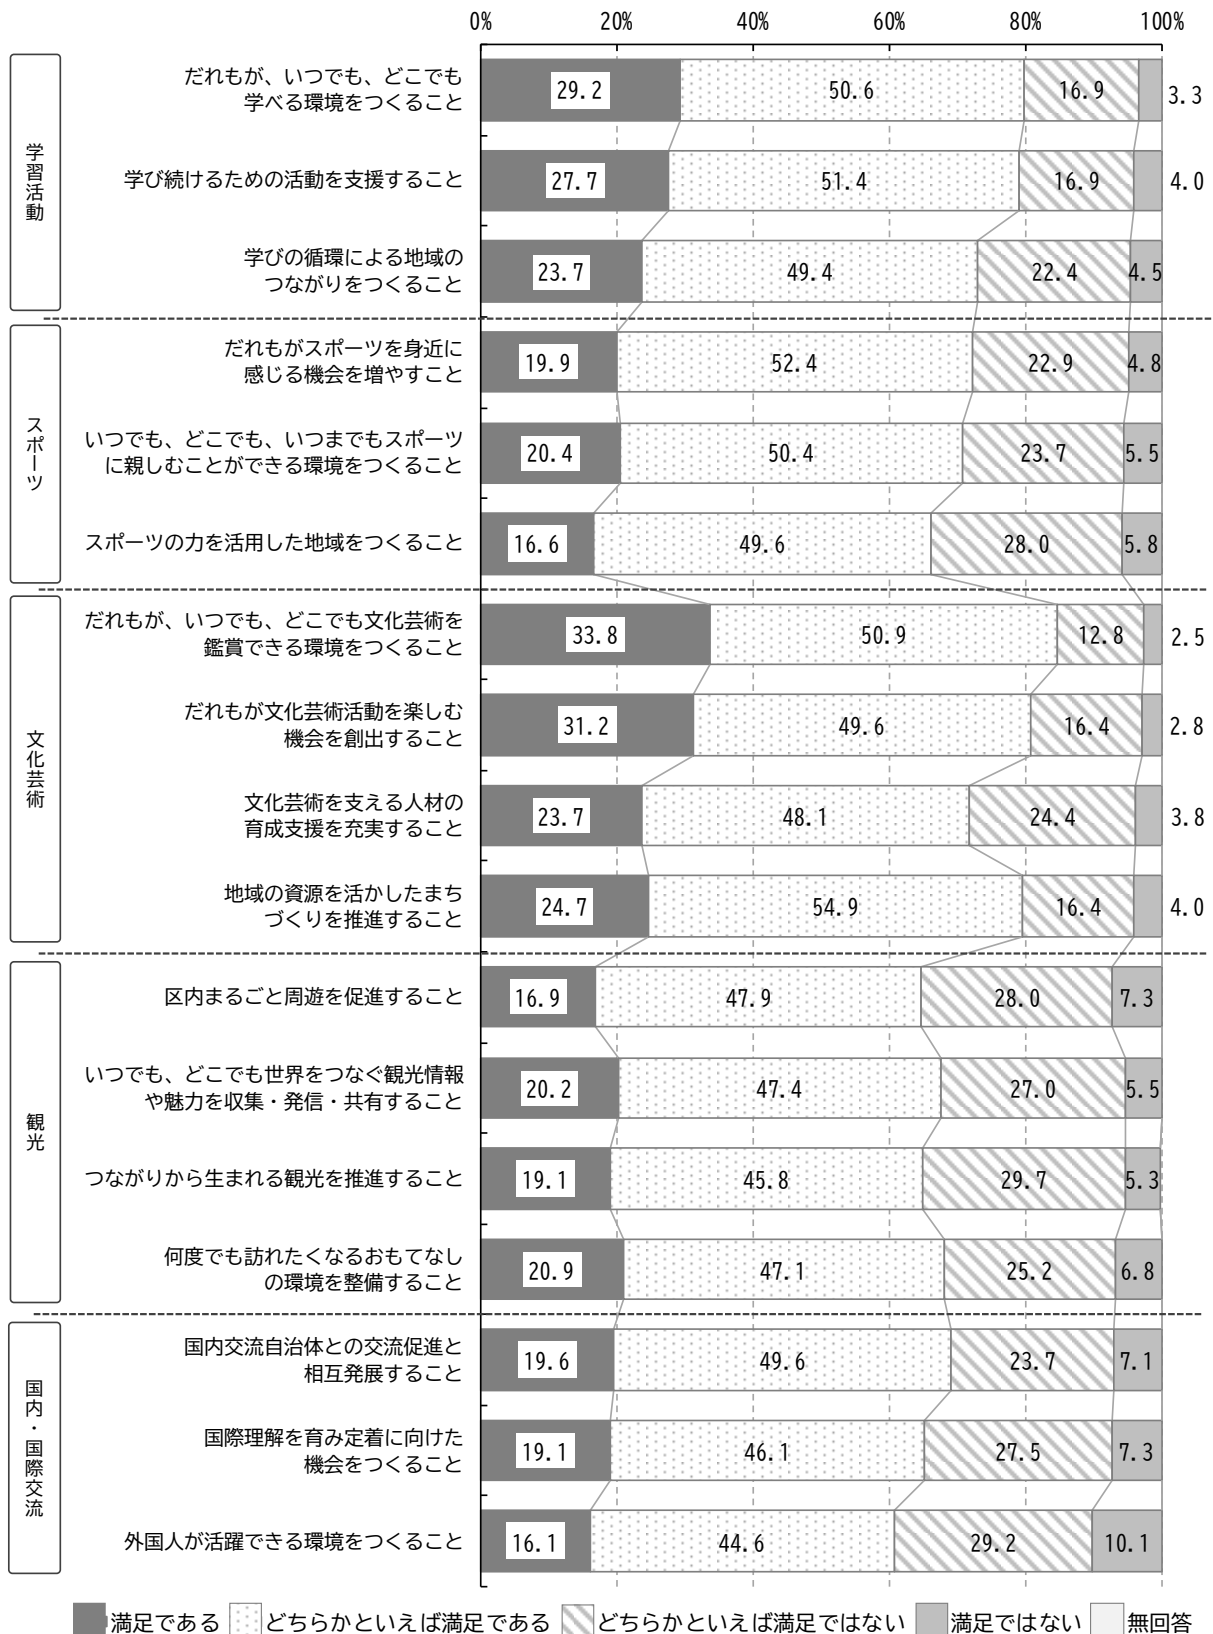 0% 20% 40% 60% 80% 100%
学習活動
だれもが、いつでも、どこでも
学べる環境をつくること
29.2 50.6 16.9 3.3
学び続けるための活動を支援すること
27.7 51.4 16.9 4.0
学びの循環による地域の
つながりをつくること
23.7 49.4 22.4 4.5
スポーツ
だれもがスポーツを身近に
感じる機会を増やすこと
19.9 52.4 22.9 4.8
いつでも、どこでも、いつまでもスポーツ
に親しむことができる環境をつくること
20.4 50.4 23.7 5.5
スポーツの力を活用した地域をつくること
16.6 49.6 28.0 5.8
文化芸術
だれもが、いつでも、どこでも文化芸術を
鑑賞できる環境をつくること
33.8 50.9 12.8 2.5
だれもが文化芸術活動を楽しむ
機会を創出すること
31.2 49.6 16.4 2.8
文化芸術を支える人材の
育成支援を充実すること
23.7 48.1 24.4 3.8
地域の資源を活かしたまち
づくりを推進すること
24.7 54.9 16.4 4.0
観光
区内まるごと周遊を促進すること
16.9 47.9 28.0 7.3
いつでも、どこでも世界をつなぐ観光情報
や魅力を収集・発信・共有すること
20.2 47.4 27.0 5.5
つながりから生まれる観光を推進すること
19.1 45.8 29.7 5.3
何度でも訪れたくなるおもてなし
の環境を整備すること
20.9 47.1 25.2 6.8
国内・国際交流
国内交流自治体との交流促進と
相互発展すること
19.6 49.6 23.7 7.1
国際理解を育み定着に向けた
機会をつくること
19.1 46.1 27.5 7.3
外国人が活躍できる環境をつくること
16.1 44.6 29.2 10.1
満足である どちらかといえば満足である どちらかといえば満足ではない 満足ではない 無回答